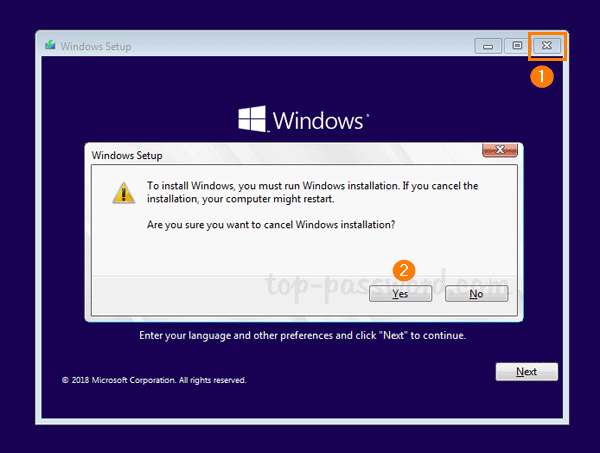 Windows Setup
1
Windows
Windows Setup
To install Windows, you must run Windows installation. If you cancel the
installation, your computer might restart.
Are you sure you want to cancel Windows installation?
2
top-password.com
Yes No
Enter your language and other preferences and click "Next" to continue.
Next
© 2018 Microsoft Corporation. All rights reserved.